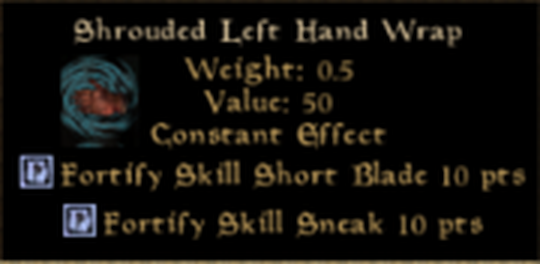 Shrouded Left Hand Wrap
Weight: 0.5
Value: 50
Constant Effect
Fortify Skill Short Blade 10 pts
Fortify Skill Sneak 10 pts